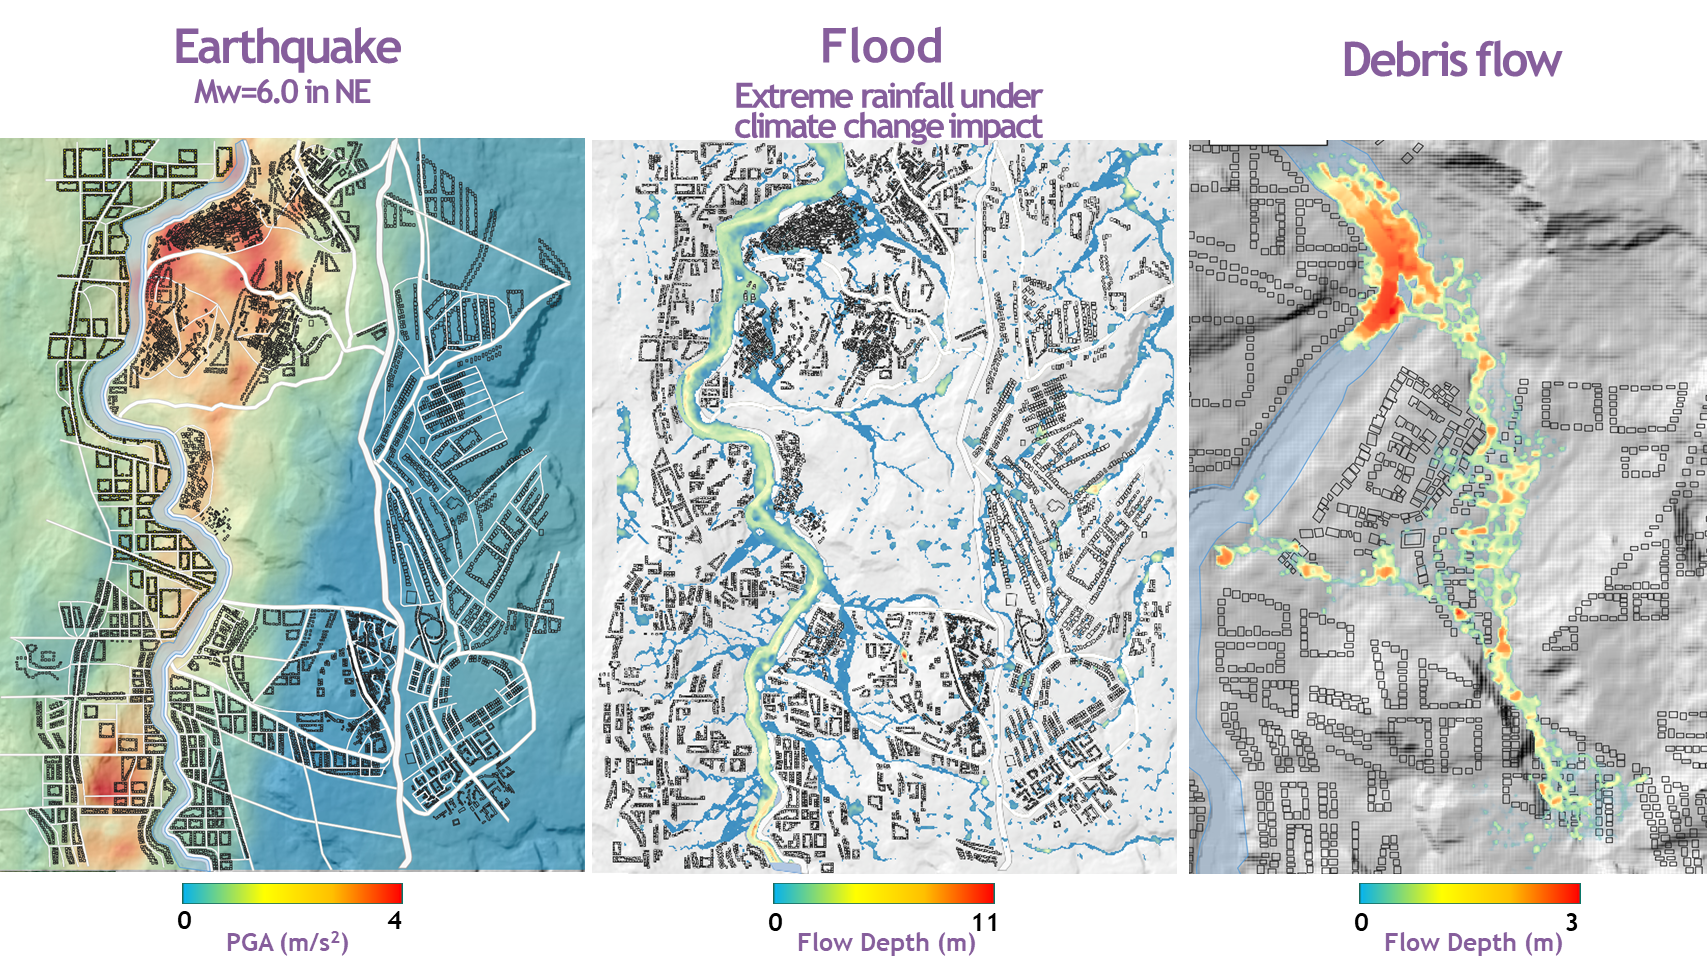 Earthquake
Mw=6.0 in NE
0
4
PGA (m/s²)
Flood
Extreme rainfall under
climate change impact
0
11
Flow Depth (m)
Debris flow
0
3
Flow Depth (m)